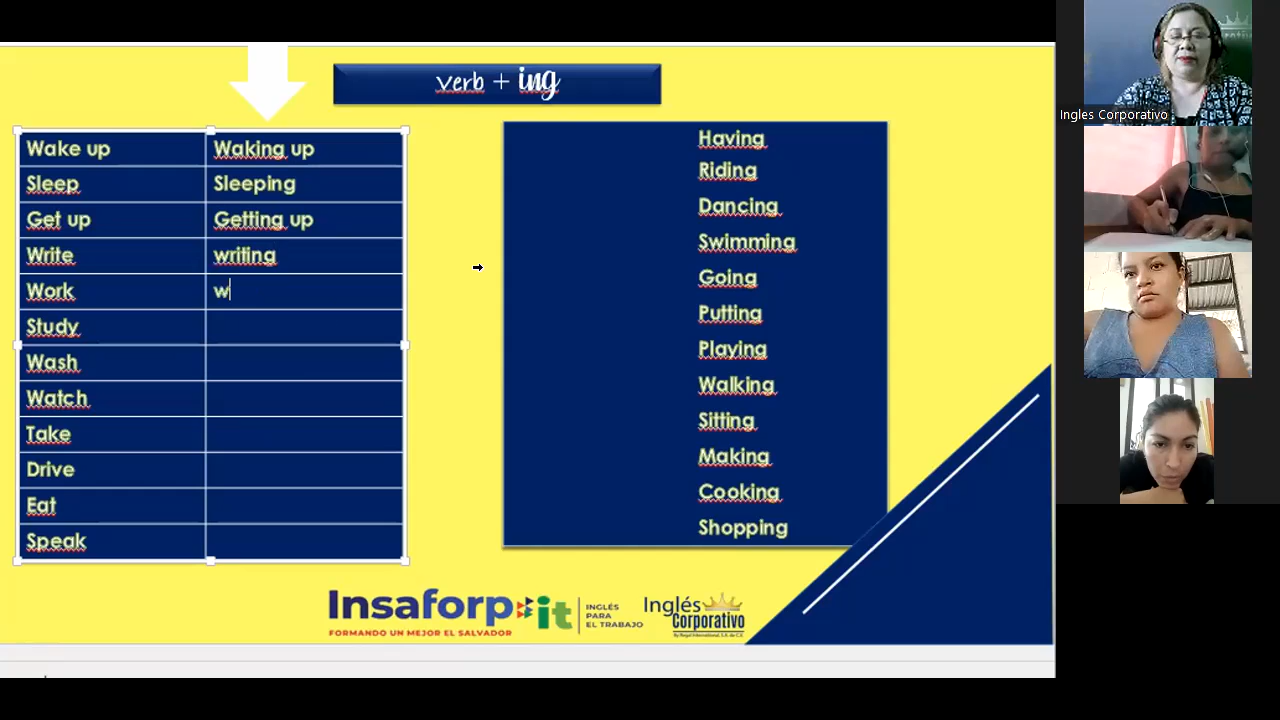 verb + ing
Wake up Waking up
Sleep Sleeping
Get up Getting up
Write writing
Work w
Study
Wash
Watch
Take
Drive
Eat
Speak
Having
Riding
Dancing
Swimming
Going
Putting
Playing
Walking
Sitting
Making
Cooking
Shopping
Insaforp it
FORMANDO UN MEJOR EL SALVADOR
INGLÉS
PARA
EL TRABAJO
Inglés
Corporativo
Ingles Corporativo